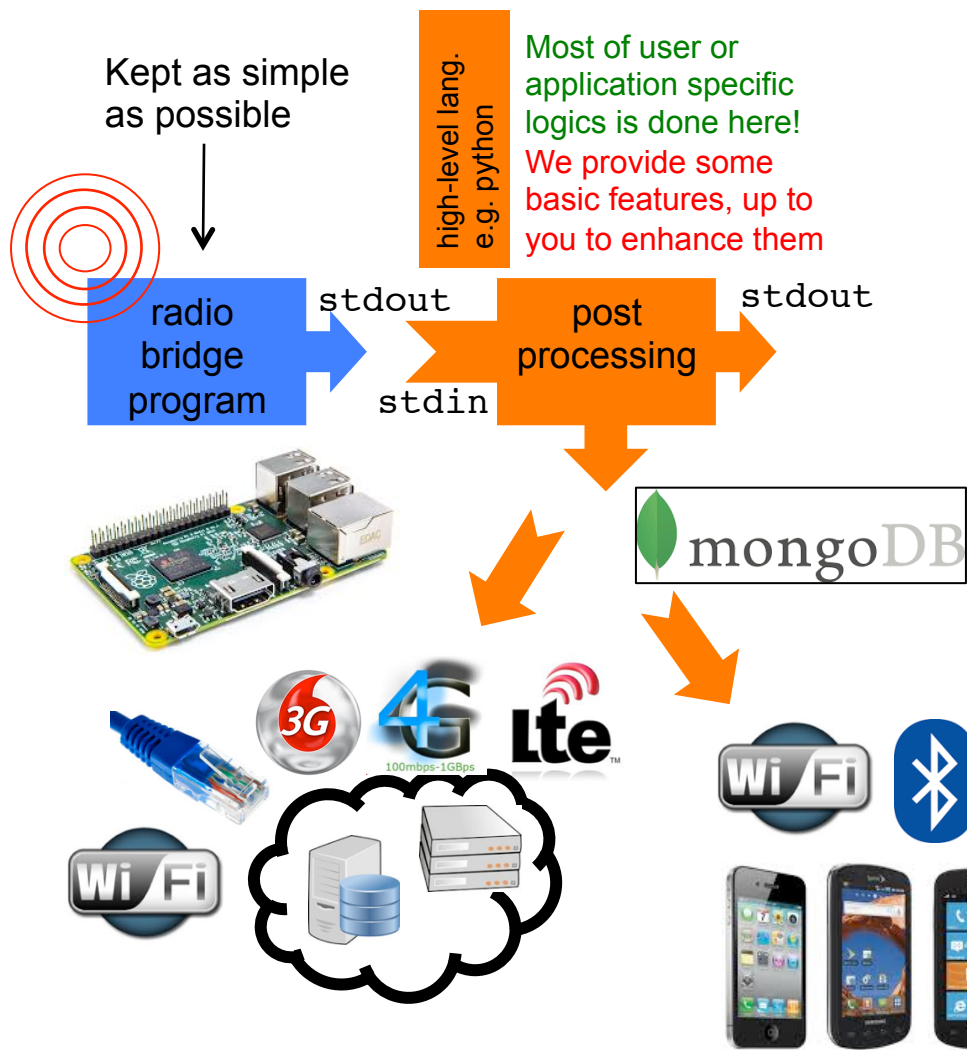 Kept as simple
as possible
high-level lang.
e.g. python
Most of user or
application specific
logics is done here!
We provide some
basic features, up to
you to enhance them
radio
bridge
program
stdout
stdin
post
processing
stdout
mongoDB
EDAC
3G
4G
100mbps-1GBps
Lte
TM
Wi Fi
Wi Fi